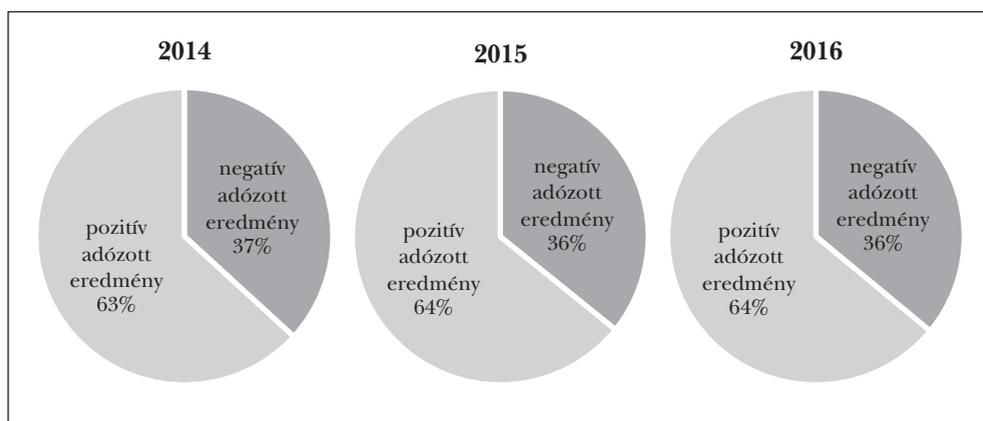 2014
negatív
adózott
eredmény
37%
pozitív
adózott
eredmény
63%
2015
negatív
adózott
eredmény
36%
pozitív
adózott
eredmény
64%
2016
negatív
adózott
eredmény
36%
pozitív
adózott
eredmény
64%